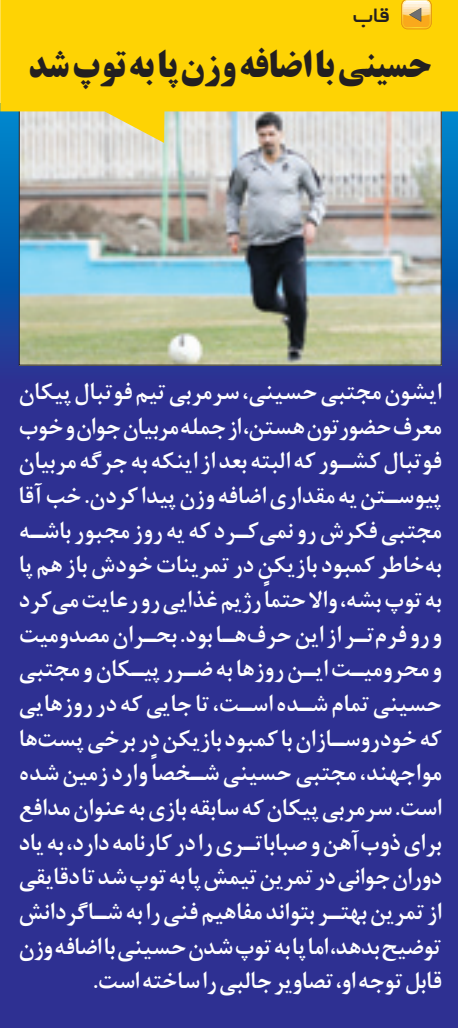 قاب
حسینی با اضافه وزن پا به توپ شد
ایشون مجتبی حسینی، سرمربی تیم فوتبال پیکان
معرف حضورتون هستن، از جمله مربیان جوان و خوب
فوتبال کشور که البته بعد از اینکه به جرگه مربیان
پیوستن یه مقداری اضافه وزن پیدا کردن. خب آقا
مجتبی فکرش رو نمی‌کرد که یه روز مجبور باشه
به‌خاطر کمبود بازیکنِ در تمرینات خودش باز هم پا
به توپ بشه، والا حتماً رژیم غذایی رو رعایت می‌کرد
و رو فرم‌تر از این حرف‌ها بود. بحران مصدومیت
و محرومیت این روزها به ضرر پیکان و مجتبی
حسینی تمام شده است، تا جایی که در روزهایی
که خودروسازان با کمبود بازیکن در برخی پست‌ها
مواجهند، مجتبی حسینی شخصاً وارد زمین شده
است. سرمربی پیکان که سابقه بازی به عنوان مدافع
برای ذوب‌آهن و صباباتری را در کارنامه دارد، به یاد
دوران جوانی در تمرین تیمش پا به توپ شد تا دقایقی
از تمرین بهتر بتواند مفاهیم فنی را به شاگردانش
توضیح بدهد، اما پا به توپ شدن حسینی با اضافه وزن
قابل توجه او، تصاویر جالبی را ساخته است.